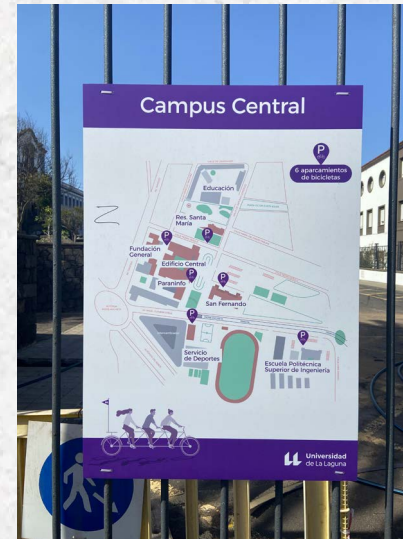 Campus Central
P
6 aparcamientos
de bicicletas
Educación
Res. Santa
María
P
P
Fundación
General
Edificio Central
Paraninfo
P
P
San Fernando
P
P
Servicio
de Deportes
Escuela Politécnica
Superior de Ingeniería
Universidad
de La Laguna